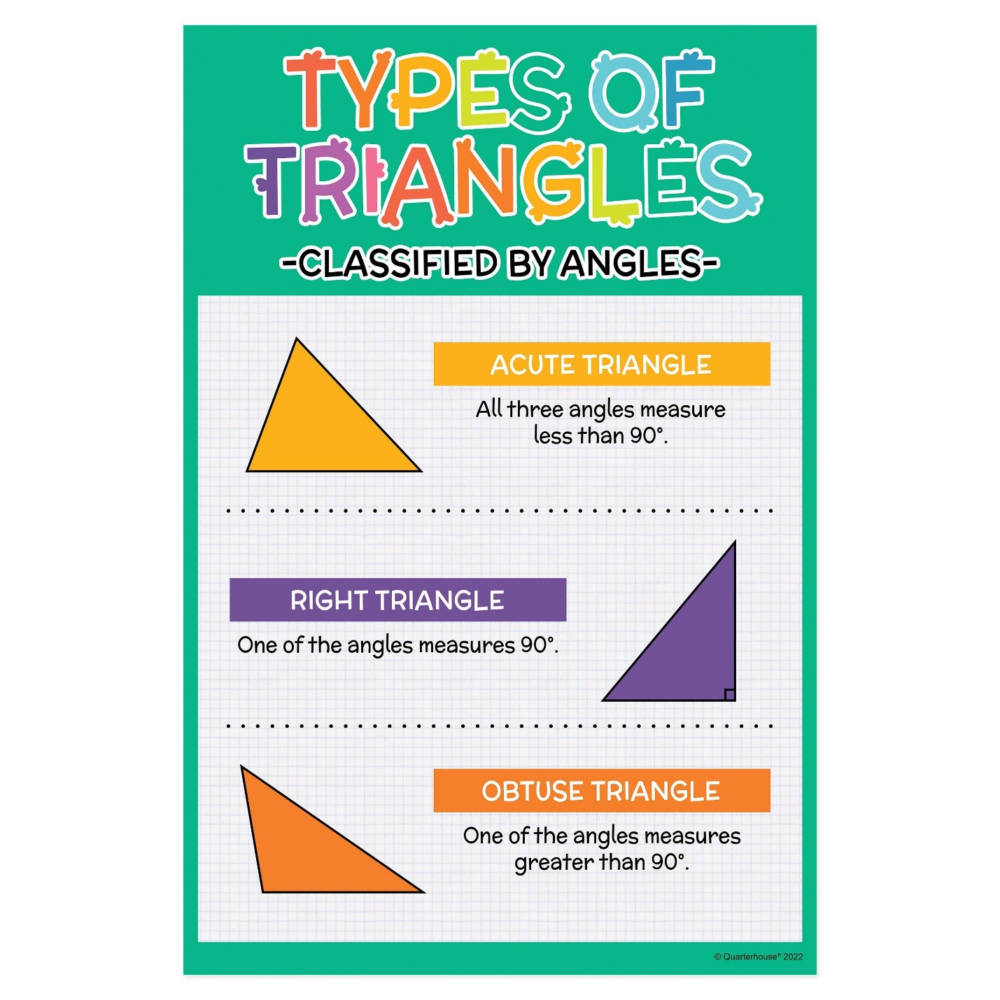 TYPES OF
TRIANGLES
-CLASSIFIED BY ANGLES-
ACUTE TRIANGLE
All three angles measure
less than 90°.
RIGHT TRIANGLE
One of the angles measures 90°.
OBTUSE TRIANGLE
One of the angles measures
greater than 90°.
© Quarterhouse® 2022